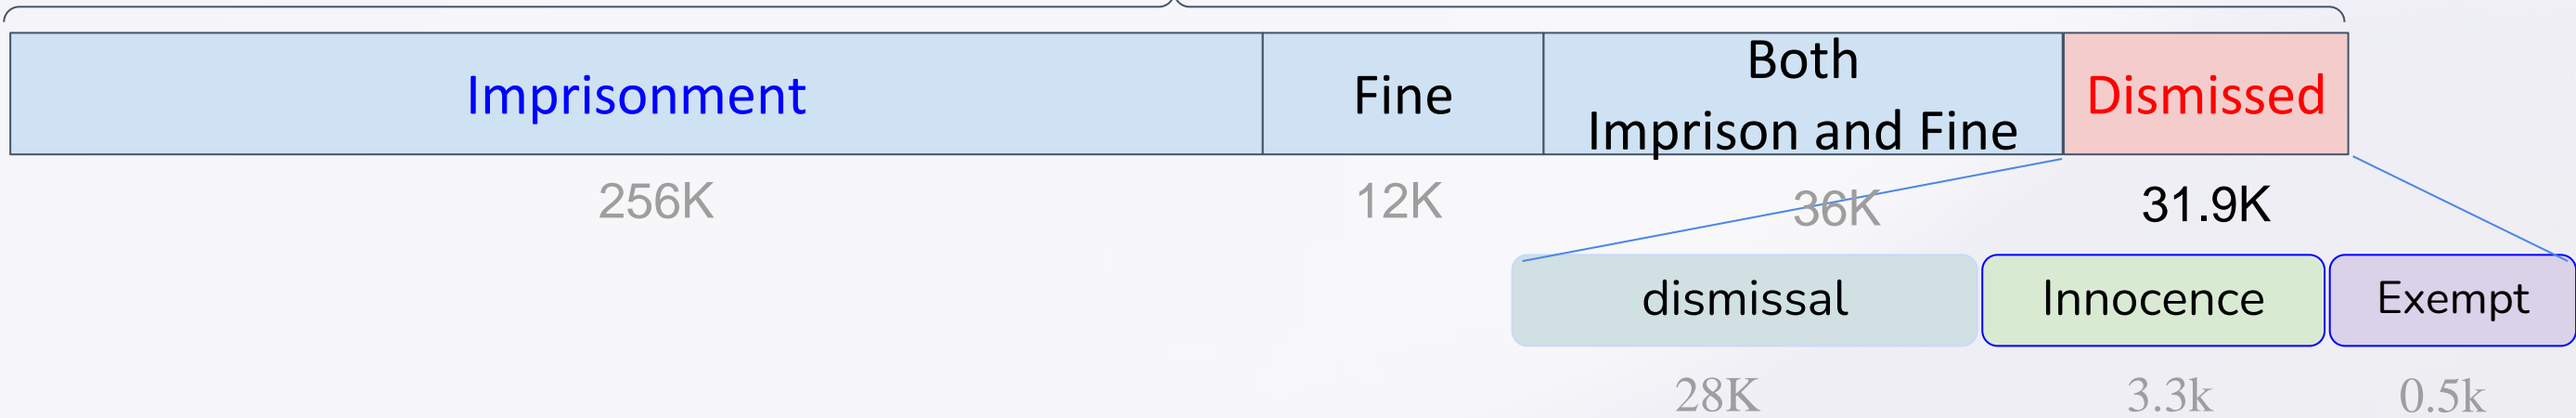 Imprisonment
Fine
Both
Imprison and Fine
Dismissed
256K
12K
36K
31.9K
dismissal
Innocence
Exempt
28K
3.3k
0.5k